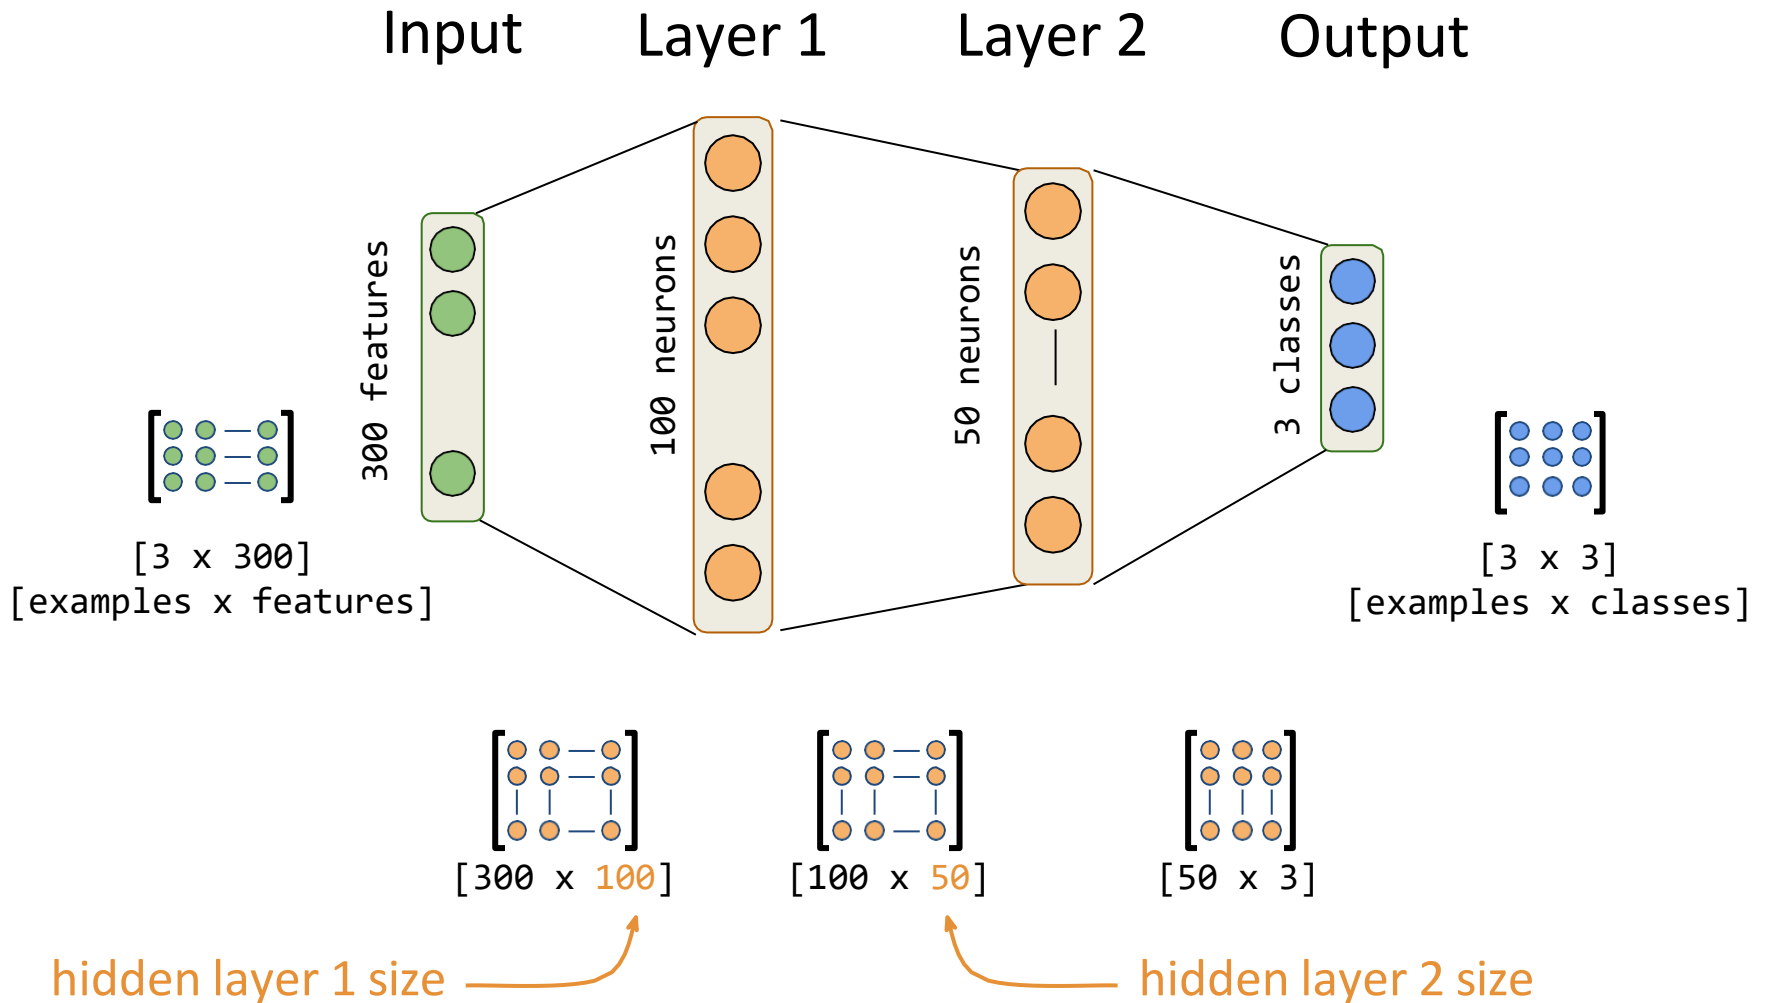 Input
Layer 1
Layer 2
Output
300 features
100 neurons
50 neurons
3 classes
[3 x 300]
[examples x features]
[3 x 3]
[examples x classes]
[300 x 100]
[100 x 50]
[50 x 3]
hidden layer 1 size
hidden layer 2 size